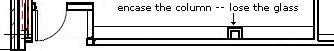 encase the column -- lose the glass